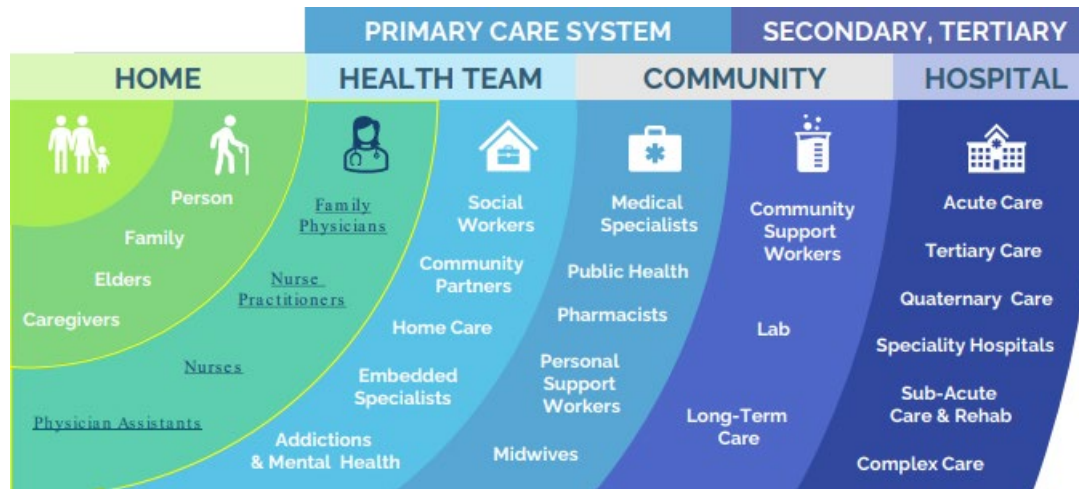 PRIMARY CARE SYSTEM
SECONDARY, TERTIARY
HOME
HEALTH TEAM
COMMUNITY
HOSPITAL
Person
Family
Elders
Caregivers
Family
Physicians
Nurse
Practitioners
Nurses
Physician Assistants
Social
Workers
Community
Partners
Home Care
Embedded
Specialists
Addictions
& Mental Health
Medical
Specialists
Public Health
Pharmacists
Personal
Support
Workers
Midwives
Community
Support
Workers
Lab
Long-Term
Care
Acute Care
Tertiary Care
Quaternary Care
Speciality Hospitals
Sub-Acute
Care & Rehab
Complex Care